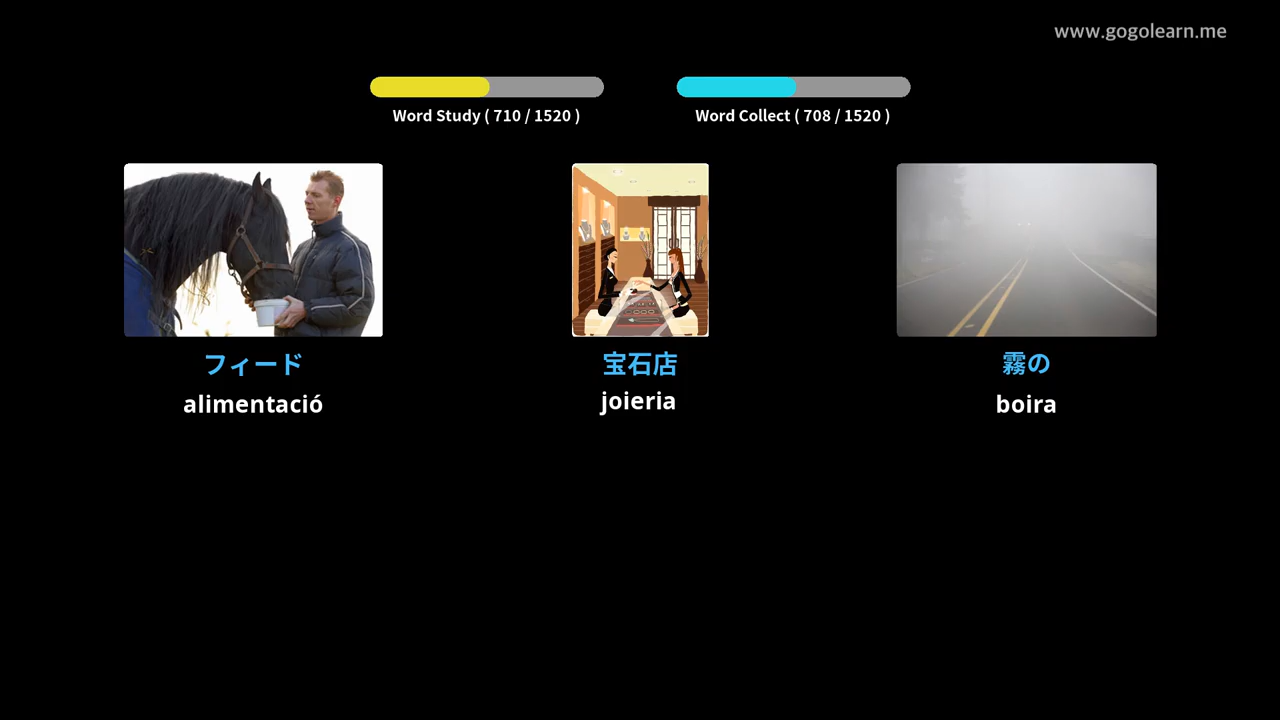 www.gogolearn.me
Word Study ( 710 / 1520 )
Word Collect ( 708 / 1520 )
フィード
alimentació
宝石店
joieria
霧の
boira